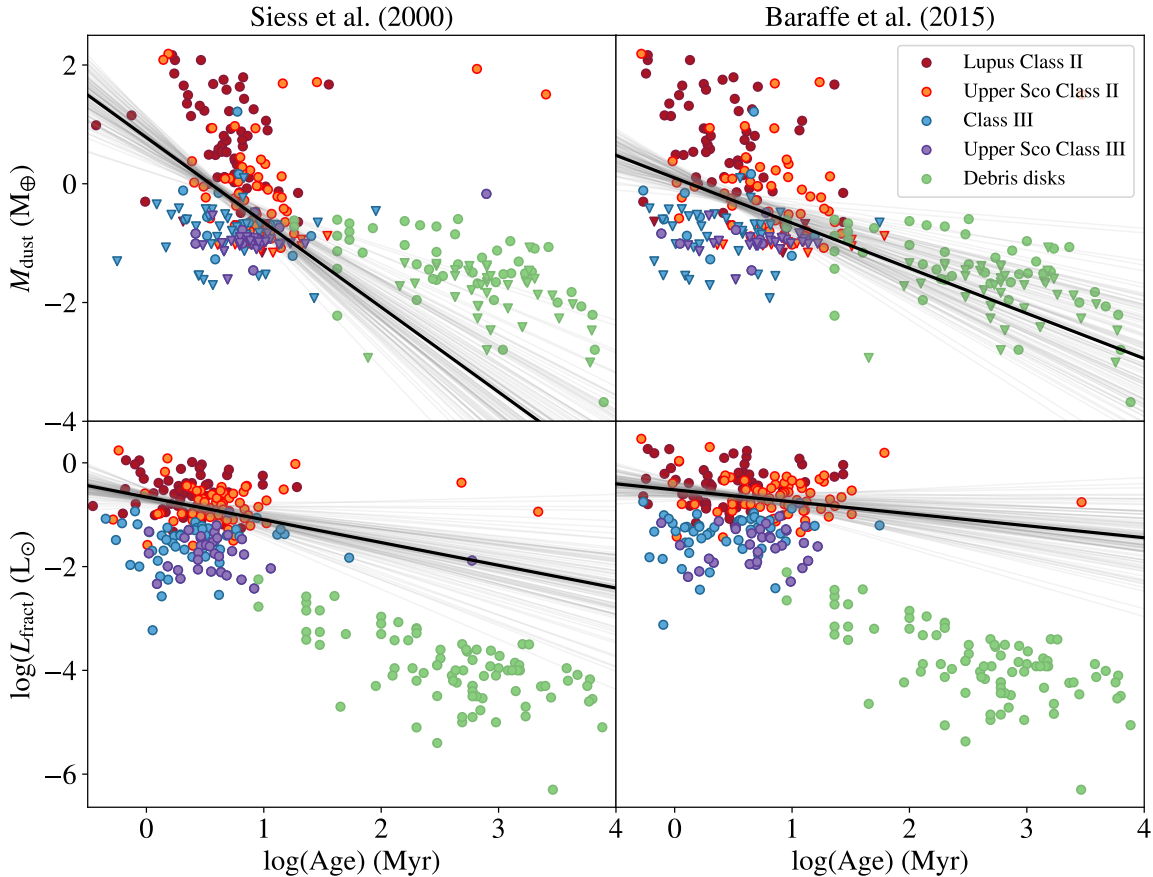 Siess et al. (2000)
Baraffe et al. (2015)
Lupus Class II
Upper Sco Class II
Class III
Upper Sco Class III
Debris disks
M_dust (M⊕)
2
0
−2
−4
log(L_fract) (L⊙)
0
−2
−4
−6
0 1 2 3 4
0 1 2 3 4
log(Age) (Myr)
log(Age) (Myr)